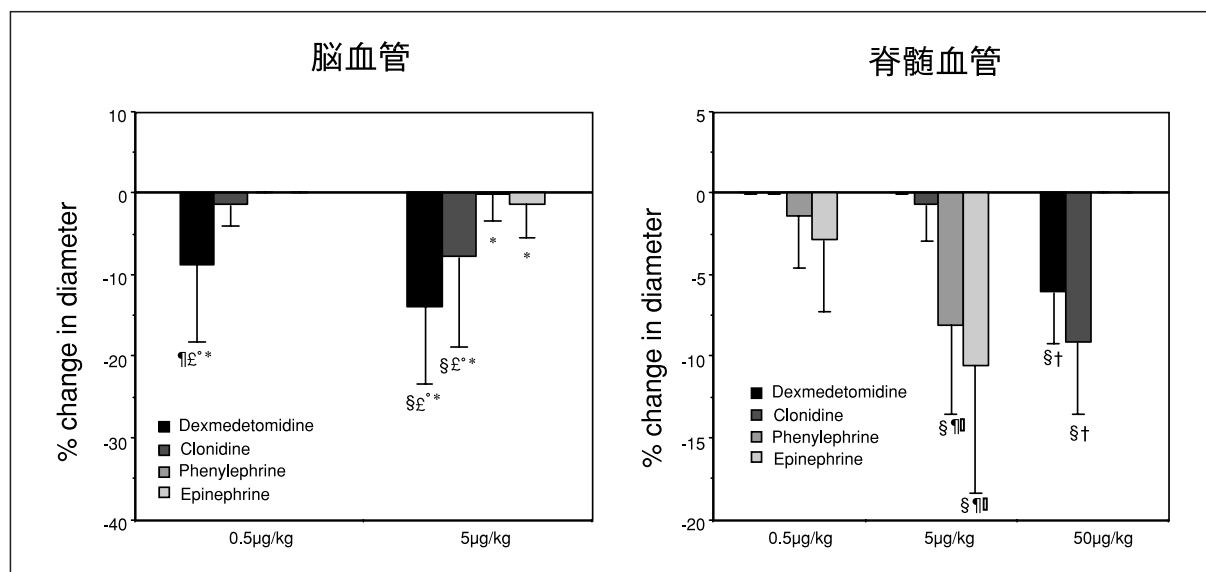 脳血管
% change in diameter
10
0
-10
-20
-30
-40
*
*
¶£°*
§£°*
§£°*
Dexmedetomidine
Clonidine
Phenylephrine
Epinephrine
0.5µg/kg
5µg/kg
脊髄血管
% change in diameter
5
0
-5
-10
-15
-20
§†
§†
§¶▯
§¶▯
Dexmedetomidine
Clonidine
Phenylephrine
Epinephrine
0.5µg/kg
5µg/kg
50µg/kg